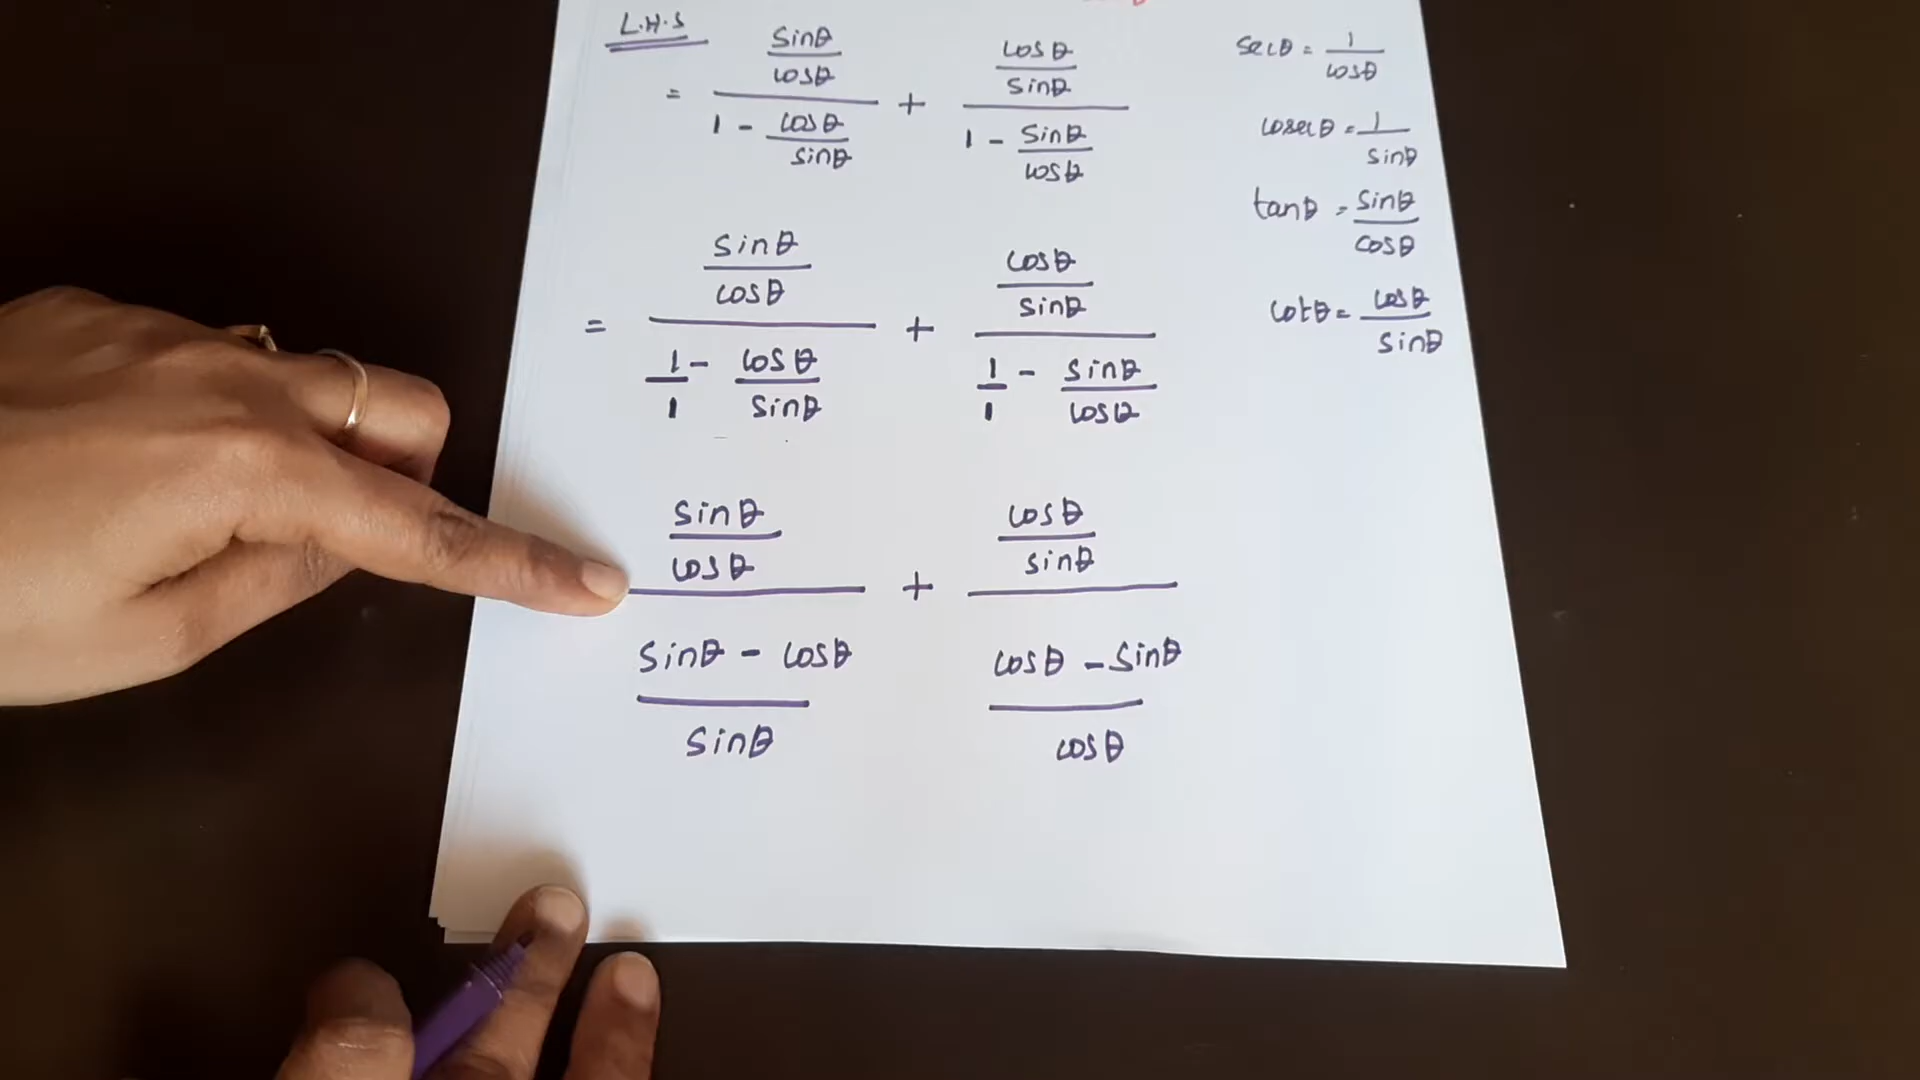 L.H.S
= sinθ/cosθ / 1 - cosθ/sinθ + cosθ/sinθ / 1 - sinθ/cosθ
= sinθ/cosθ / 1/1 - cosθ/sinθ + cosθ/sinθ / 1/1 - sinθ/cosθ
sinθ/cosθ / sinθ - cosθ/sinθ + cosθ/sinθ / cosθ - sinθ/cosθ
secθ = 1/cosθ
cosecθ = 1/sinθ
tanθ = sinθ/cosθ
cotθ = cosθ/sinθ